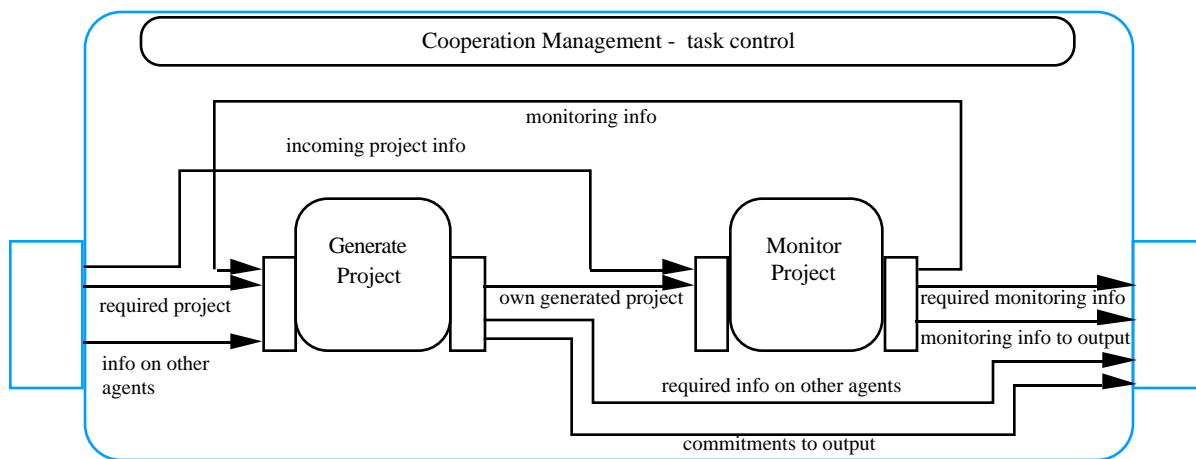 Cooperation Management - task control
monitoring info
incoming project info
Generate
Project
Monitor
Project
required project
own generated project
required info on other agents
required monitoring info
monitoring info to output
info on other
agents
commitments to output